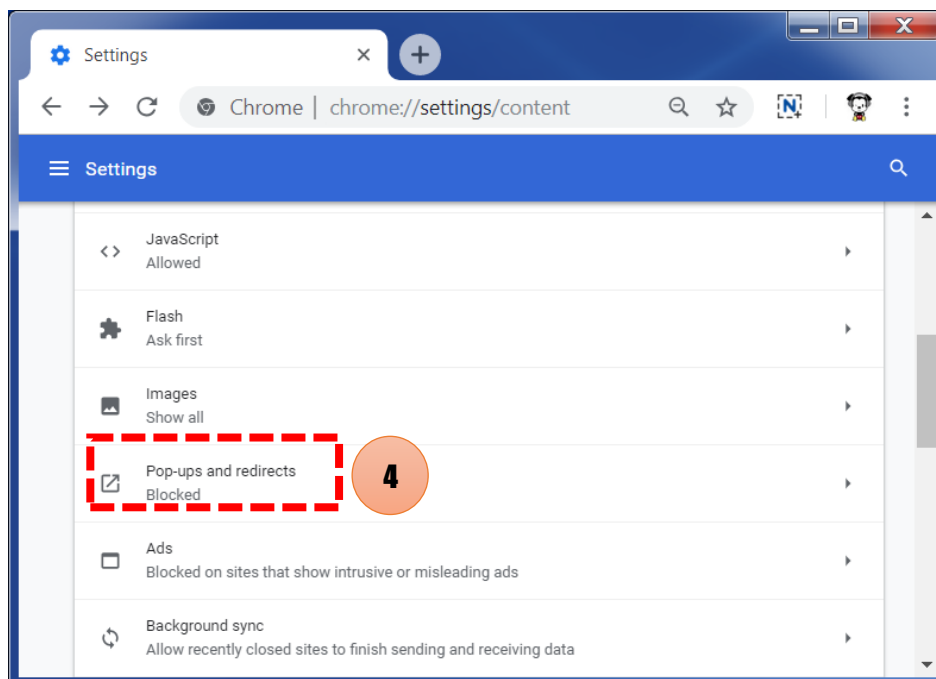 Settings
Chrome | chrome://settings/content
N
Settings
JavaScript
Allowed
Flash
Ask first
Images
Show all
Pop-ups and redirects
Blocked
4
Ads
Blocked on sites that show intrusive or misleading ads
Background sync
Allow recently closed sites to finish sending and receiving data